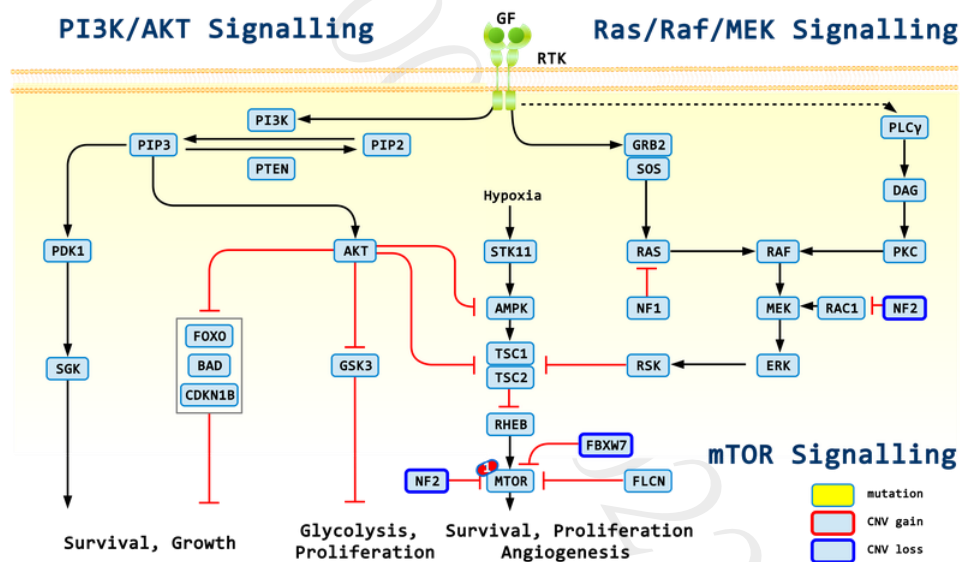 PI3K/AKT Signalling
GF
Ras/Raf/MEK Signalling
RTK
PI3K
PLCγ
PIP3
PIP2
GRB2
PTEN
SOS
DAG
Hypoxia
PDK1
AKT
STK11
RAS
RAF
PKC
AMPK
NF1
MEK
RAC1
NF2
FOXO
TSC1
BAD
GSK3
RSK
ERK
SGK
TSC2
CDKN1B
RHEB
FBXW7
mTOR Signalling
1
NF2
MTOR
FLCN
mutation
CNV gain
CNV loss
Survival, Growth
Glycolysis,
Proliferation
Survival, Proliferation
Angiogenesis